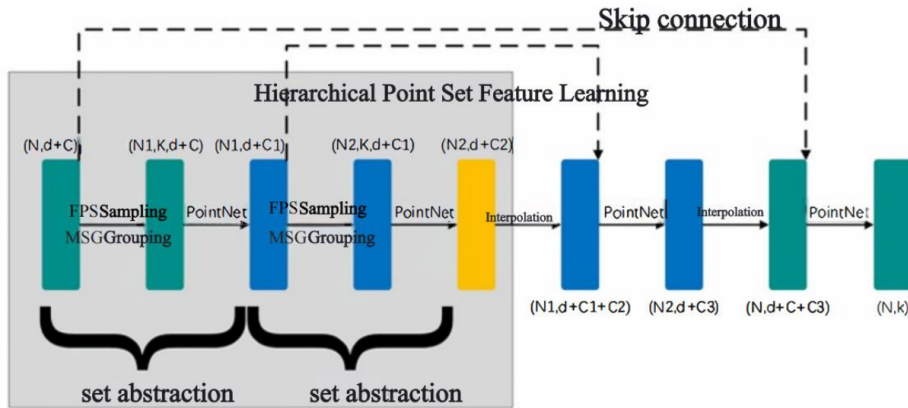 Skip connection
Hierarchical Point Set Feature Learning
(N,d+C) (N1,K,d+C) (N1,d+C1) (N2,K,d+C1) (N2,d+C2)
FPSSampling PointNet FPSSampling PointNet Interpolation PointNet Interpolation PointNet
MSGGrouping MSGGrouping
(N1,d+C1+C2) (N2,d+C3) (N,d+C+C3) (N,k)
set abstraction set abstraction